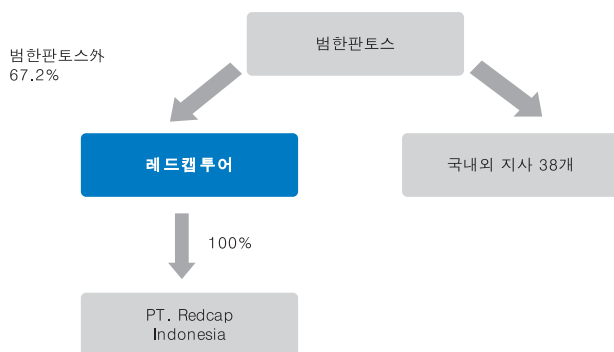 범한판토스
범한판토스外
67.2%
레드캡투어
국내외 지사 38개
100%
PT. Redcap
Indonesia